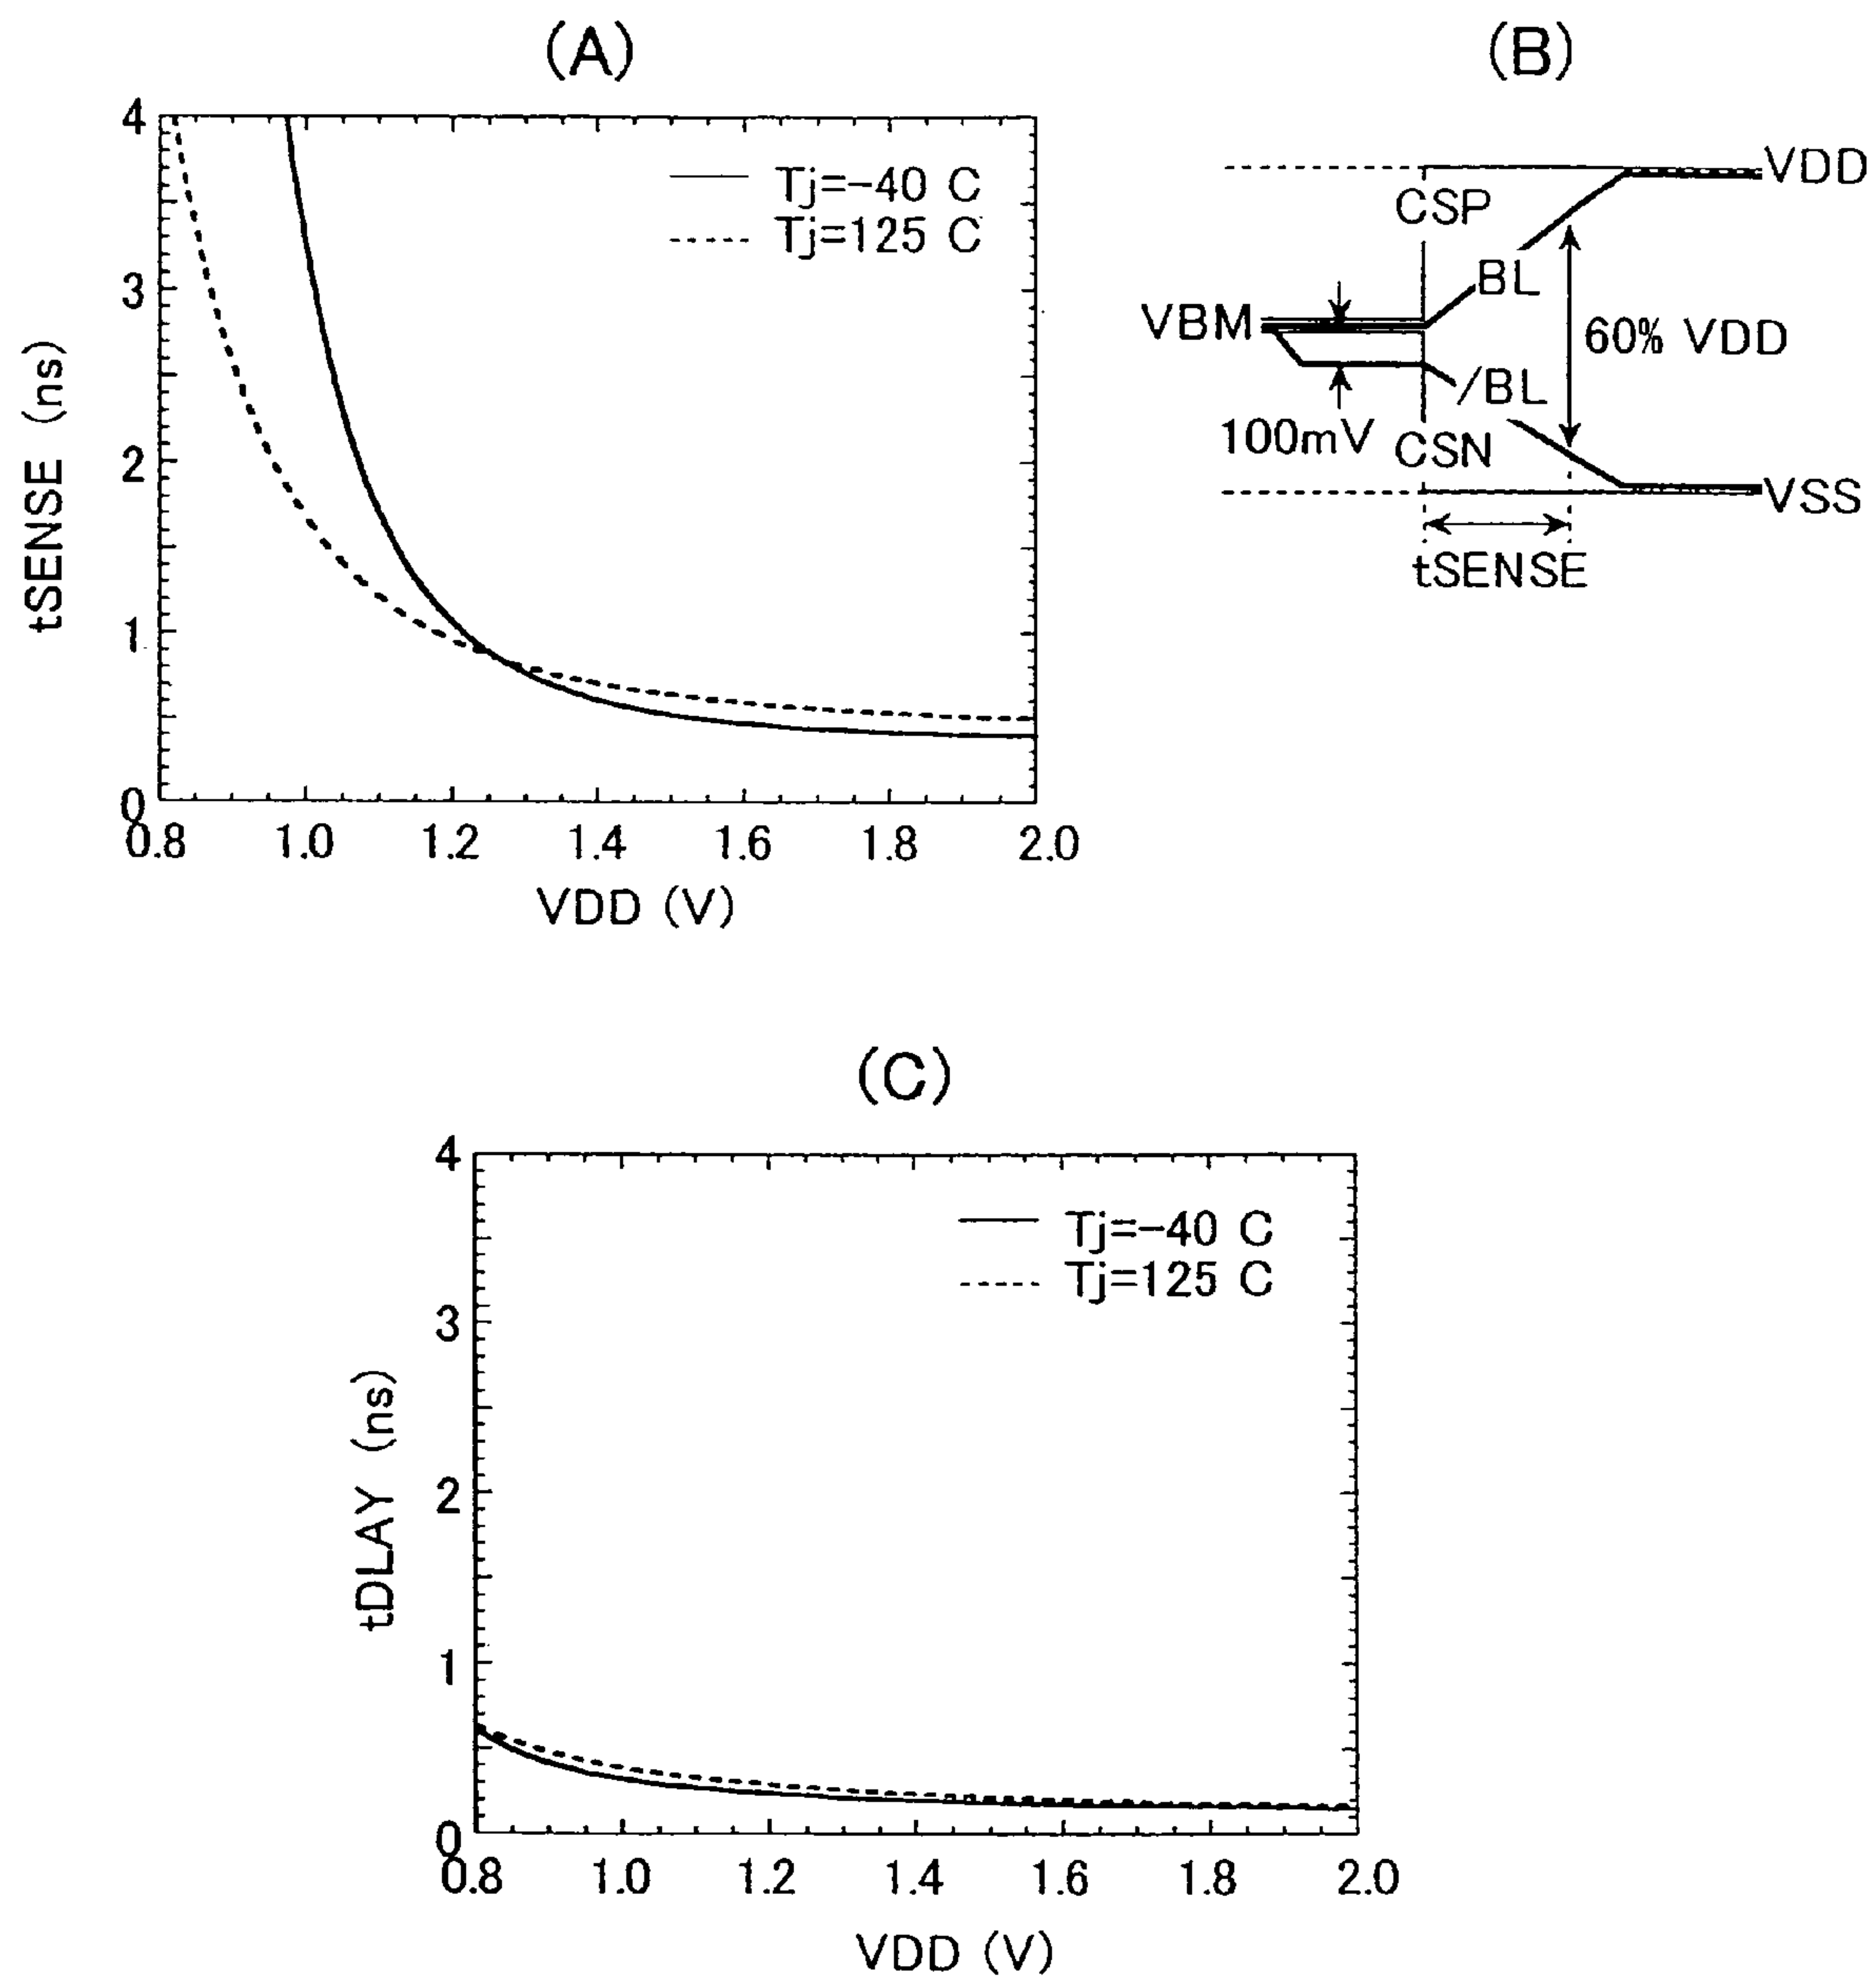 (A)
4
3
2
1
0
tSENSE (ns)
Tj=-40 C
Tj=125 C
0.8 1.0 1.2 1.4 1.6 1.8 2.0
VDD (V)
(B)
VDD
CSP
BL
VBM
60% VDD
/BL
100mV
CSN
VSS
tSENSE
(C)
4
3
2
1
0
tDLAY (ns)
Tj=-40 C
Tj=125 C
0.8 1.0 1.2 1.4 1.6 1.8 2.0
VDD (V)